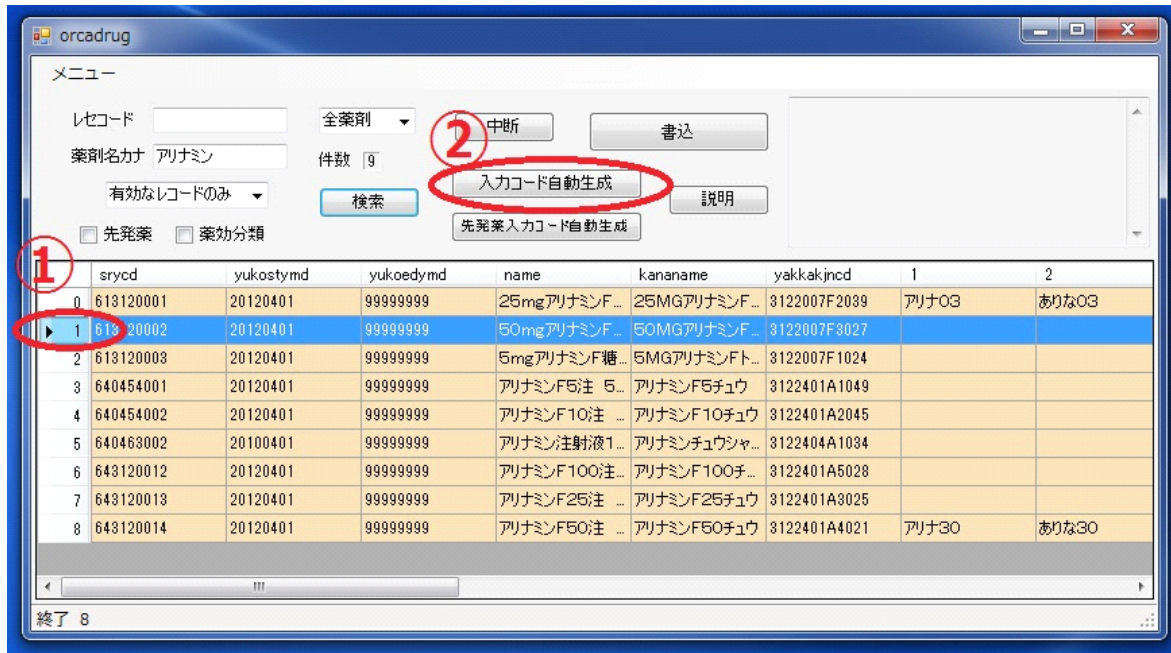 orcadrug
メニュー
レセコード 全薬剤 中断 書込
②
薬剤名カナ アリナミン 件数 9
入力コード自動生成
有効なレコードのみ 検索 説明
先発薬入力コード自動生成
先発薬 薬効分類
①
srycd yukostymd yukoedymd name kananame yakkakjncd 1 2
0 613120001 20120401 99999999 25mgアリナミンF... 25MGアリナミンF... 3122007F2039 アリナ03 ありな03
1 613120002 20120401 99999999 50mgアリナミンF... 50MGアリナミンF... 3122007F3027
2 613120003 20120401 99999999 5mgアリナミンF糖... 5MGアリナミンFト... 3122007F1024
3 640454001 20120401 99999999 アリナミンF5注 5... アリナミンF5チュウ 3122401A1049
4 640454002 20120401 99999999 アリナミンF10注 ... アリナミンF10チュウ 3122401A2045
5 640463002 20100401 99999999 アリナミン注射液1... アリナミンチュウシャ... 3122404A1034
6 643120012 20120401 99999999 アリナミンF100注... アリナミンF100チ... 3122401A5028
7 643120013 20120401 99999999 アリナミンF25注 ... アリナミンF25チュウ 3122401A3025
8 643120014 20120401 99999999 アリナミンF50注 ... アリナミンF50チュウ 3122401A4021 アリナ30 ありな30
終了 8